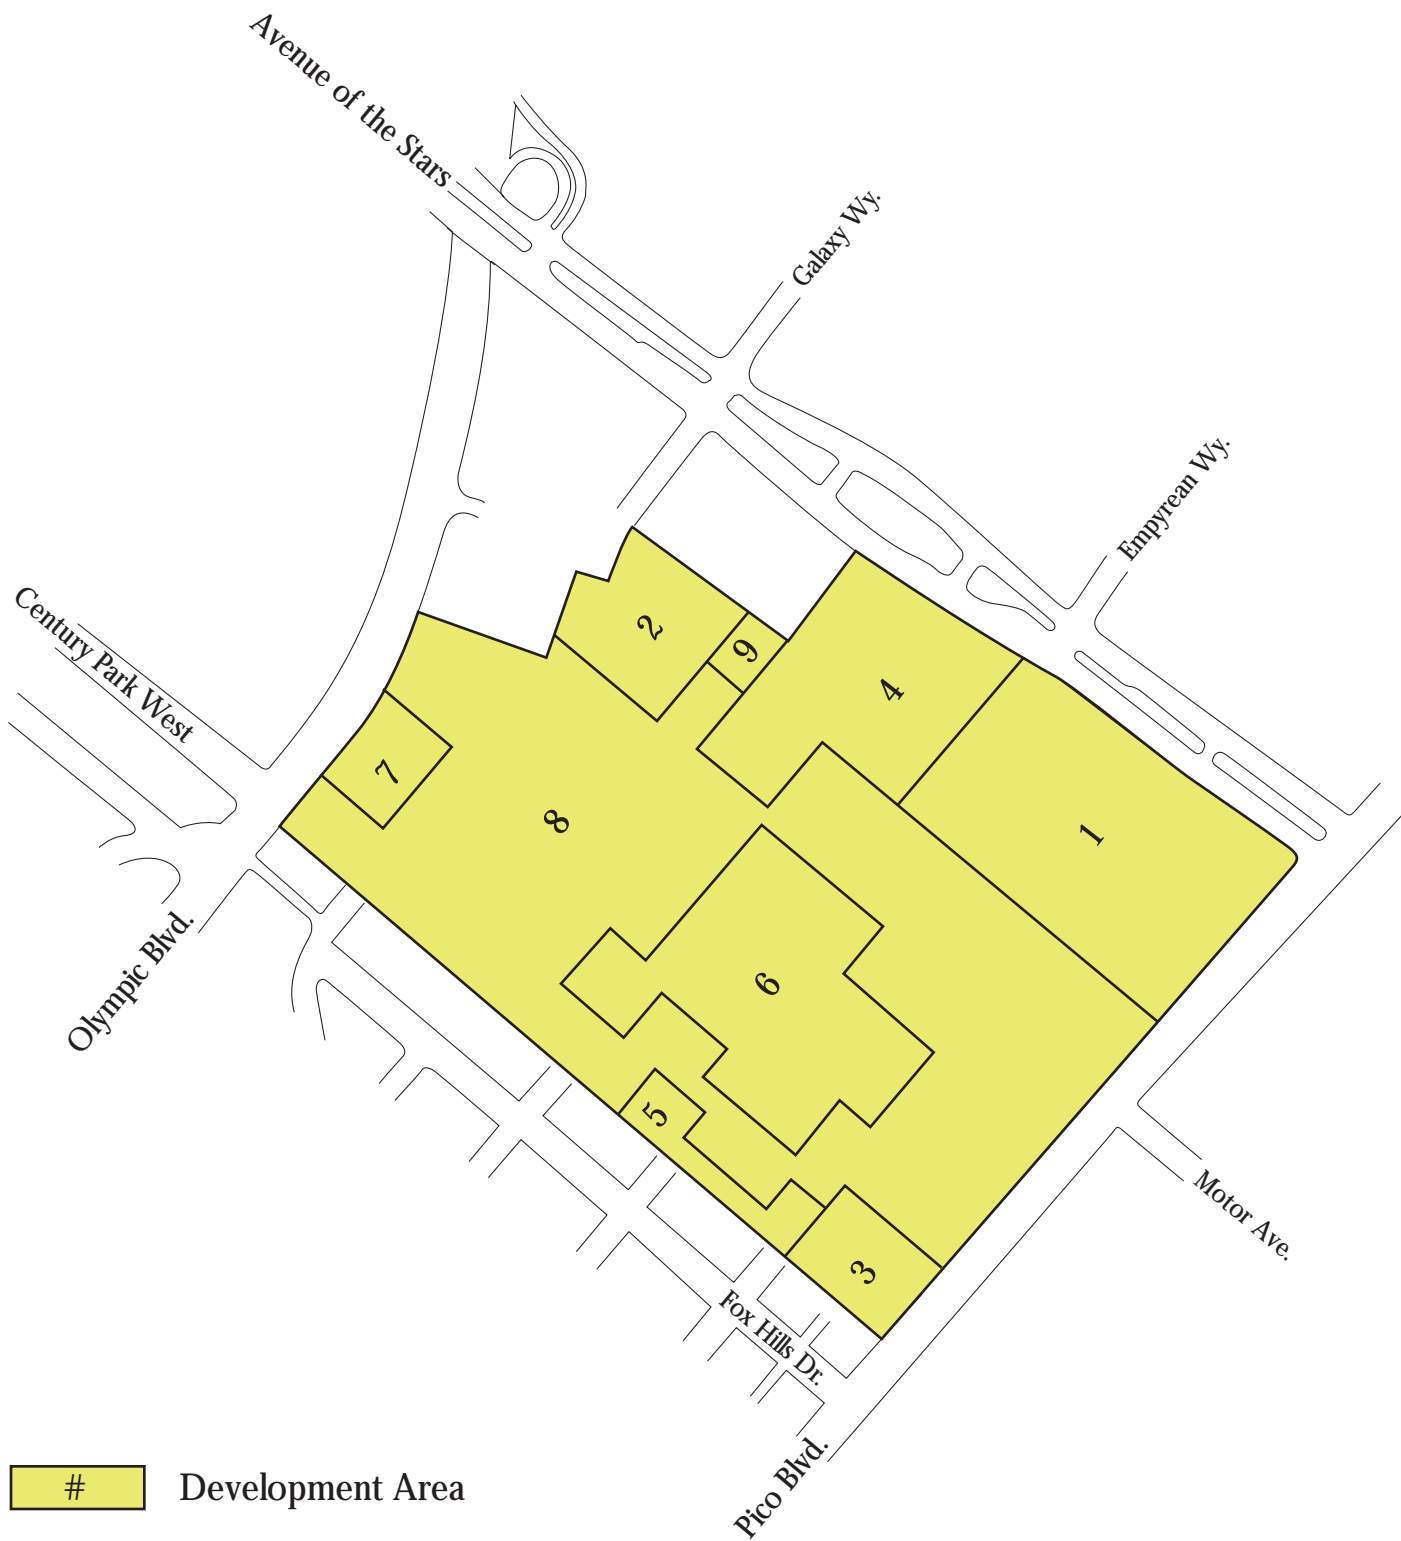 Avenue of the Stars
Galaxy Wy.
Empyrean Wy.
Century Park West
2
9
4
7
8
1
6
5
3
Olympic Blvd.
Motor Ave.
Fox Hills Dr.
Pico Blvd.
# Development Area